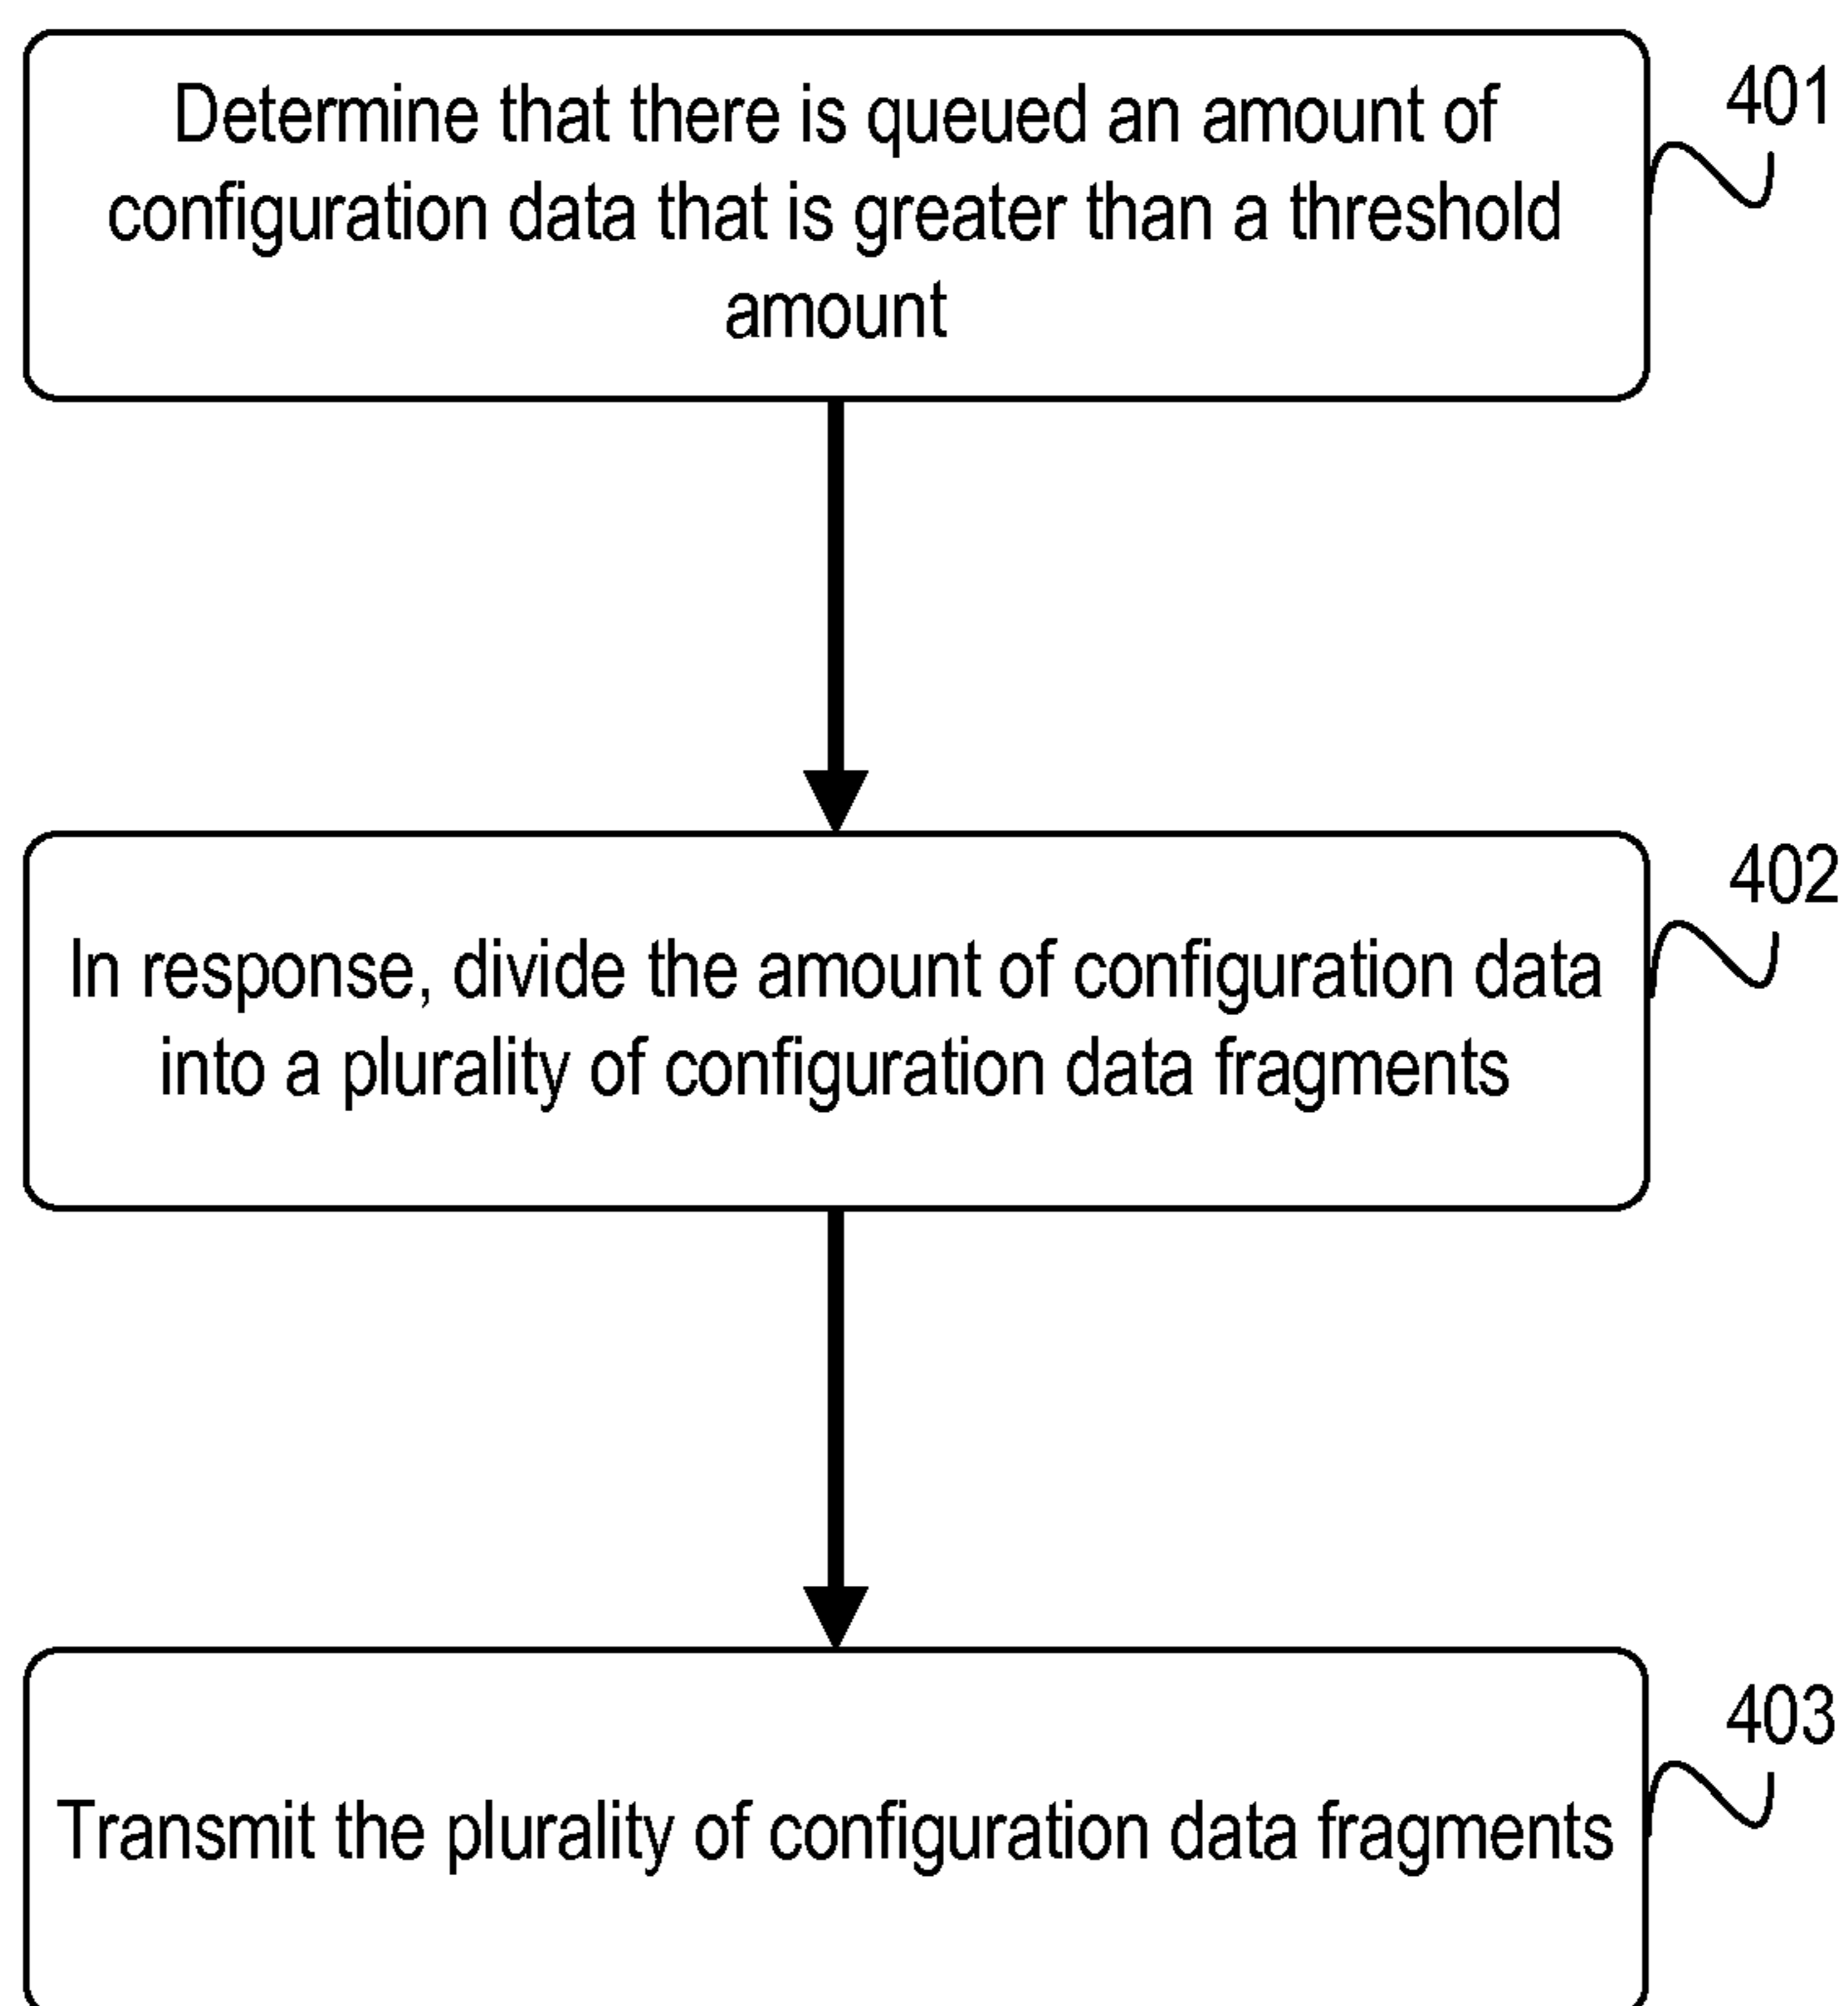 401
Determine that there is queued an amount of
configuration data that is greater than a threshold
amount
402
In response, divide the amount of configuration data
into a plurality of configuration data fragments
403
Transmit the plurality of configuration data fragments